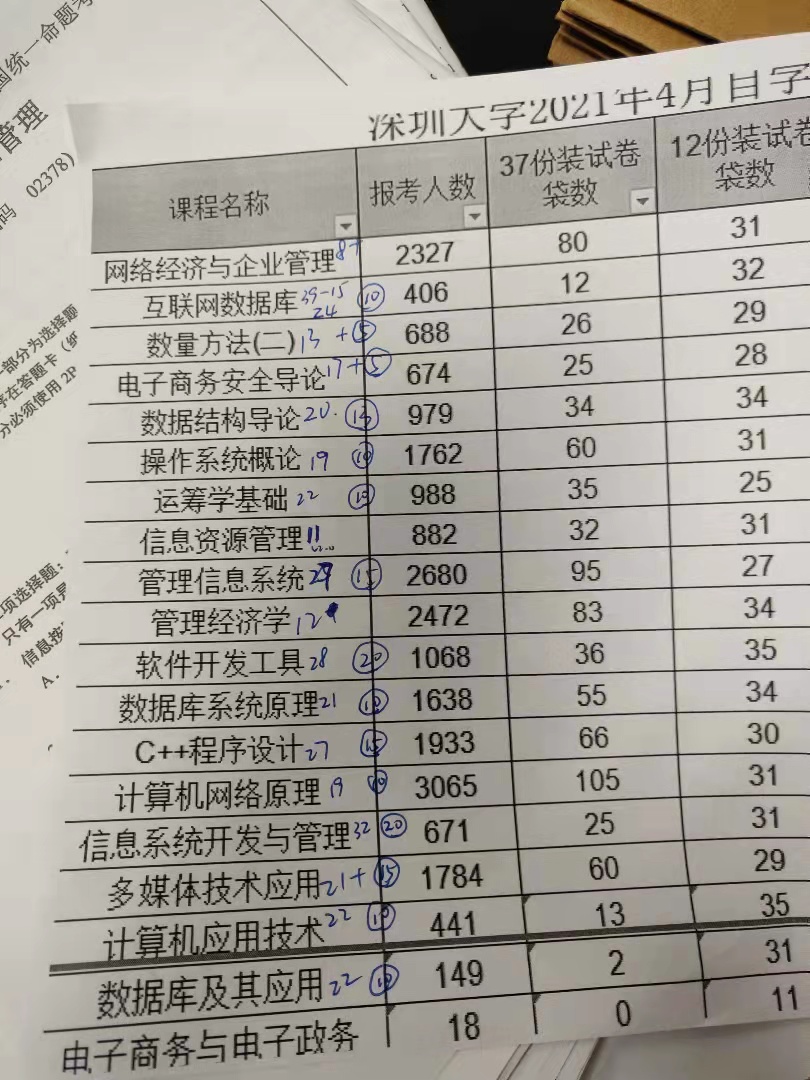 国统一命题考
管理
码 02378)
部分为选择题
分必须使用 2P
项选择题:
只有一项
信息按
A.
深圳大学2021年4月自学
课程名称 报考人数 37份装试卷袋数 12份装试卷袋数
网络经济与企业管理 8+ 2327 80 31
互联网数据库 39-15 24 ⑩ 406 12 32
数量方法(二) 13 + ⑤ 688 26 29
电子商务安全导论 17+⑤ 674 25 28
数据结构导论 20. ⑮ 979 34 34
操作系统概论 19 ⑩ 1762 60 31
运筹学基础 22 ⑩ 988 35 25
信息资源管理 11 882 32 31
管理信息系统 ⑮ 2680 95 27
管理经济学 12 2472 83 34
软件开发工具 28 ⑳ 1068 36 35
数据库系统原理 21 ⑩ 1638 55 34
C++程序设计 27 ⑮ 1933 66 30
计算机网络原理 19 ⑩ 3065 105 31
信息系统开发与管理 32 ⑳ 671 25 31
多媒体技术应用 21+ ⑮ 1784 60 29
计算机应用技术 22 ⑩ 441 13 35
数据库及其应用 22 ⑩ 149 2 31
电子商务与电子政务 18 0 11